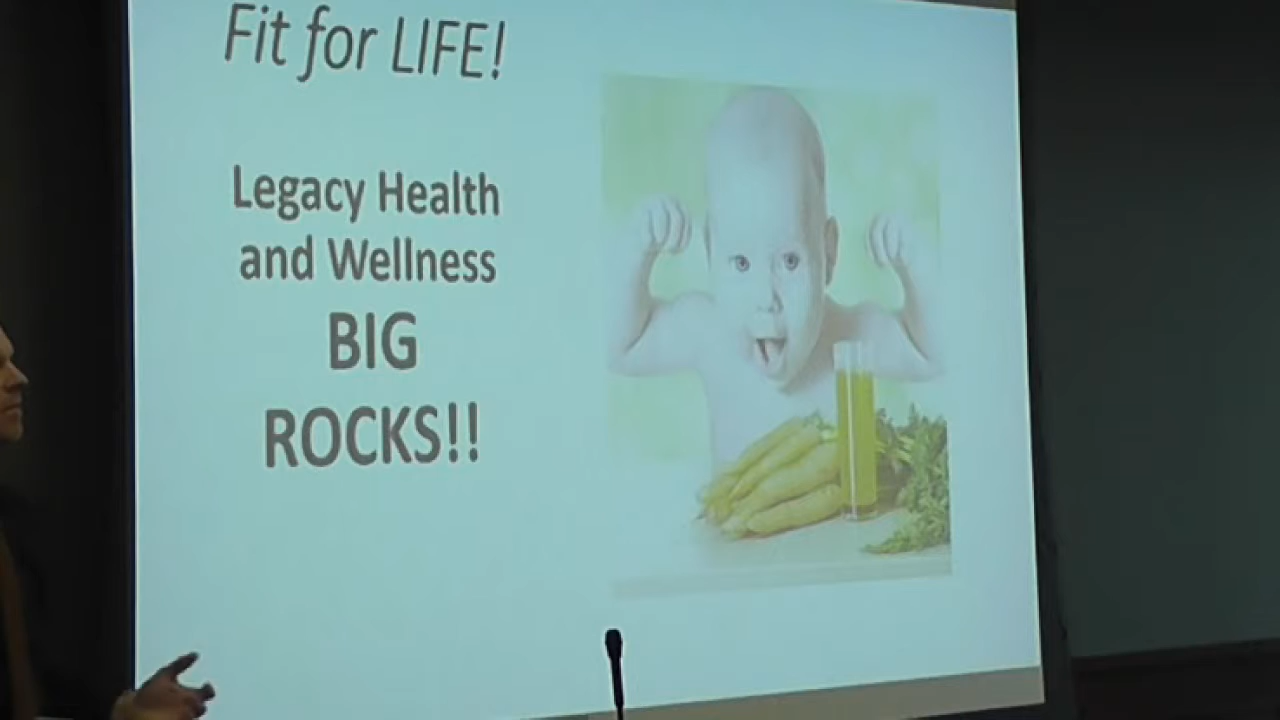 Fit for LIFE!
Legacy Health
and Wellness
BIG
ROCKS!!